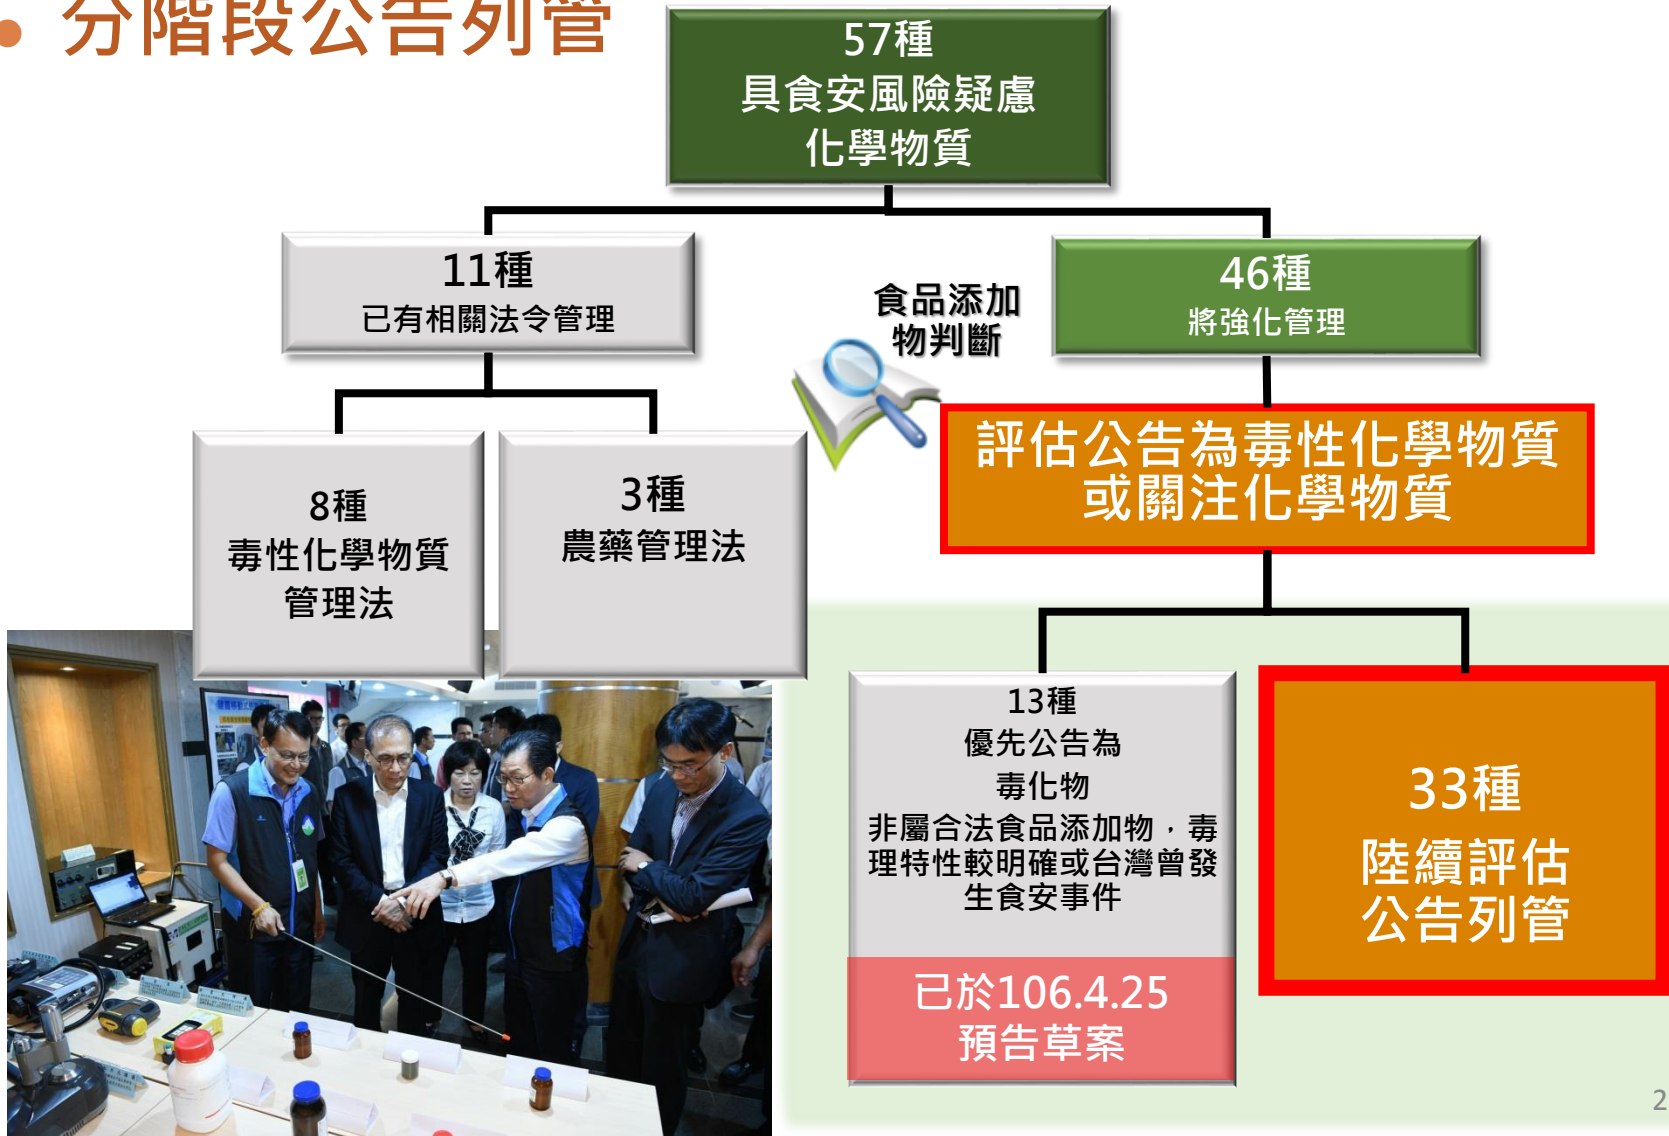 分階段公告列管
57種
具食安風險疑慮
化學物質
11種
已有相關法令管理
46種
將強化管理
食品添加
物判斷
評估公告為毒性化學物質
或關注化學物質
8種
毒性化學物質
管理法
3種
農藥管理法
13種
優先公告為
毒化物
非屬合法食品添加物，毒
理特性較明確或台灣曾發
生食安事件
已於106.4.25
預告草案
33種
陸續評估
公告列管
2